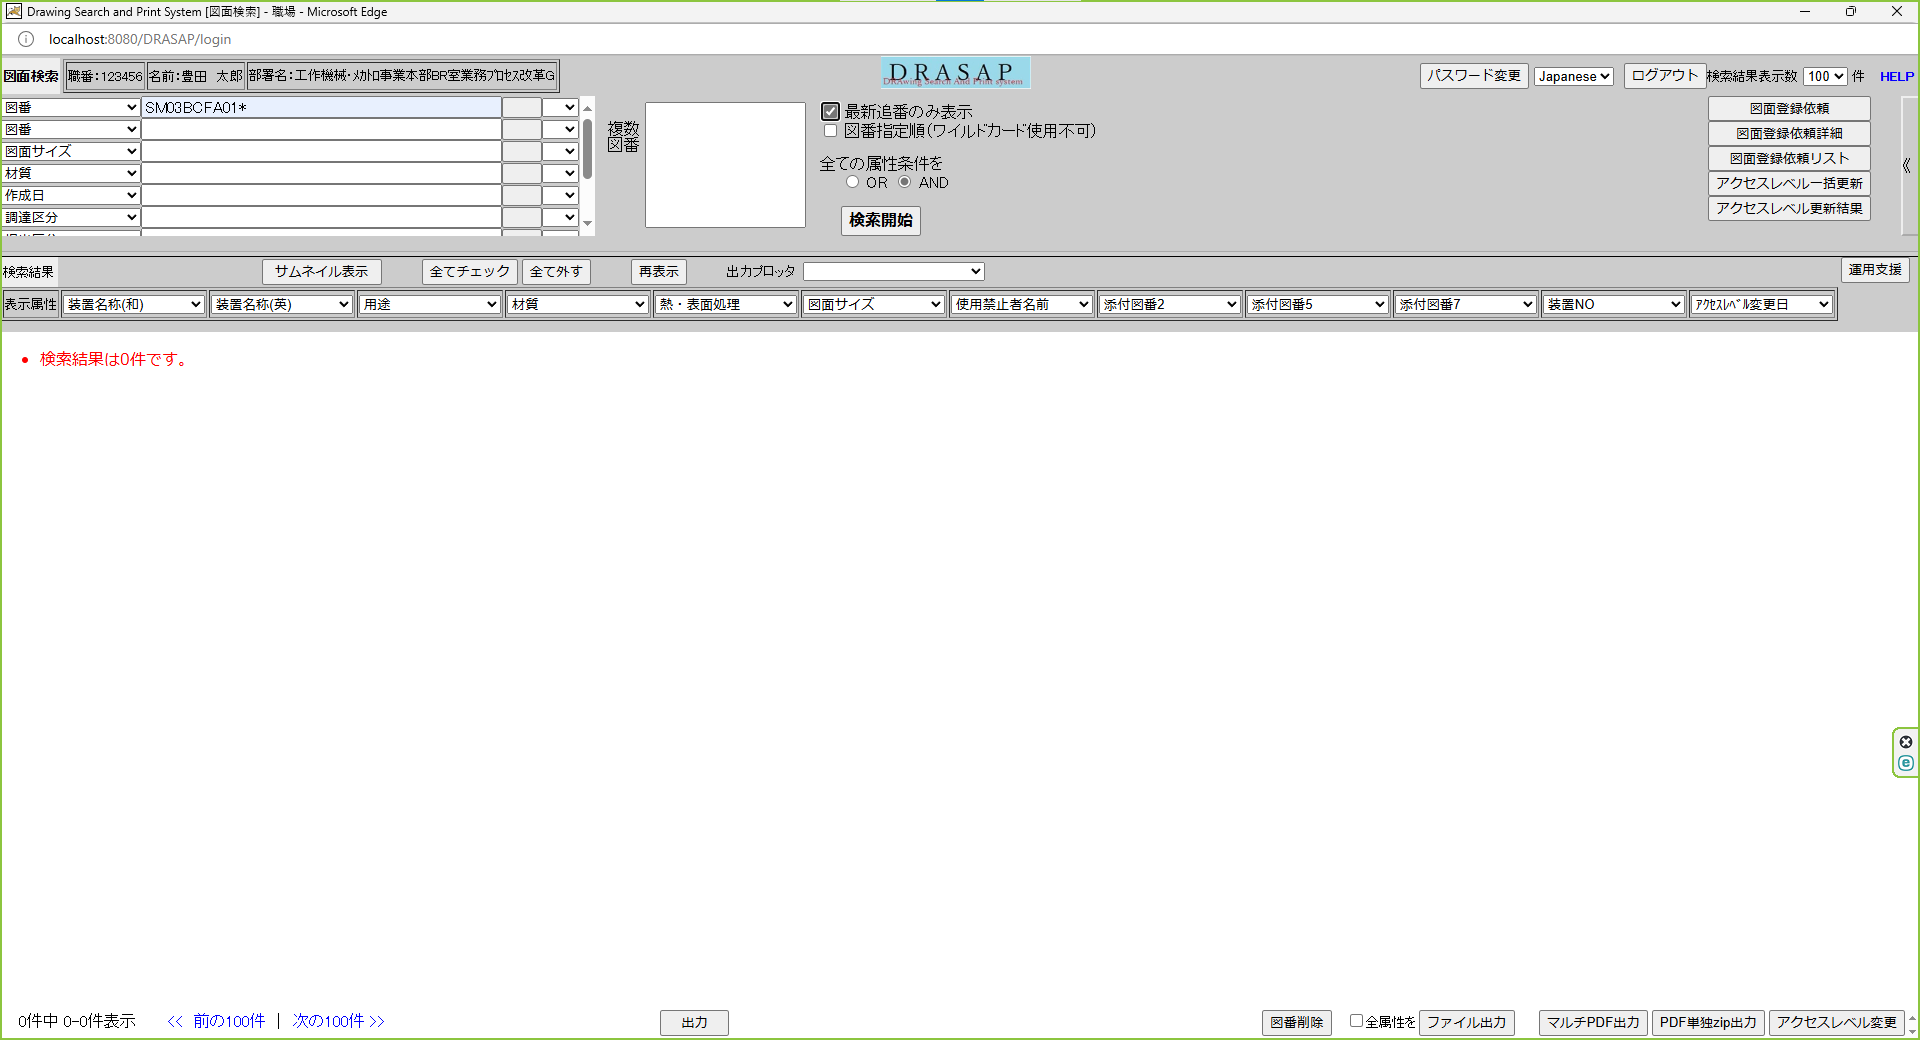 Drawing Search and Print System [図面検索] - 職場 - Microsoft Edge
localhost:8080/DRASAP/login
図面検索 職番:123456 名前:豊田 太郎 部署名:工作機械・ﾒｶﾄﾛ事業本部BR室業務ﾌﾟﾛｾｽ改革G
DRASAP
DRAwing Search And Print system
パスワード変更 Japanese ログアウト 検索結果表示数 100 件 HELP
図番 SM03BCFA01*
図番
図面サイズ
材質
作成日
調達区分
複数
図番
最新追番のみ表示
図番指定順(ワイルドカード使用不可)
全ての属性条件を
OR AND
検索開始
図面登録依頼
図面登録依頼詳細
図面登録依頼リスト
アクセスレベル一括更新
アクセスレベル更新結果
《
検索結果 サムネイル表示 全てチェック 全て外す 再表示 出力プロッタ 運用支援
表示属性 装置名称(和) 装置名称(英) 用途 材質 熱・表面処理 図面サイズ 使用禁止者名前 添付図番2 添付図番5 添付図番7 装置NO ｱｸｾｽﾚﾍﾞﾙ変更日
• 検索結果は0件です。
0件中 0-0件表示 << 前の100件 | 次の100件 >> 出力 図番削除 全属性を ファイル出力 マルチPDF出力 PDF単独zip出力 アクセスレベル変更